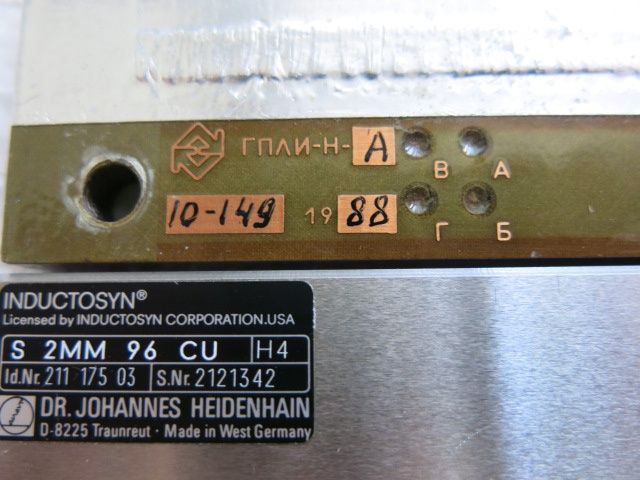 ГПЛИ-Н-А
В А
10-149 1988
Г Б
INDUCTOSYN®
Licensed by INDUCTOSYN CORPORATION.USA
S 2MM 96 CU H4
Id.Nr. 211 175 03 S.Nr. 2121342
DR. JOHANNES HEIDENHAIN
D-8225 Traunreut · Made in West Germany